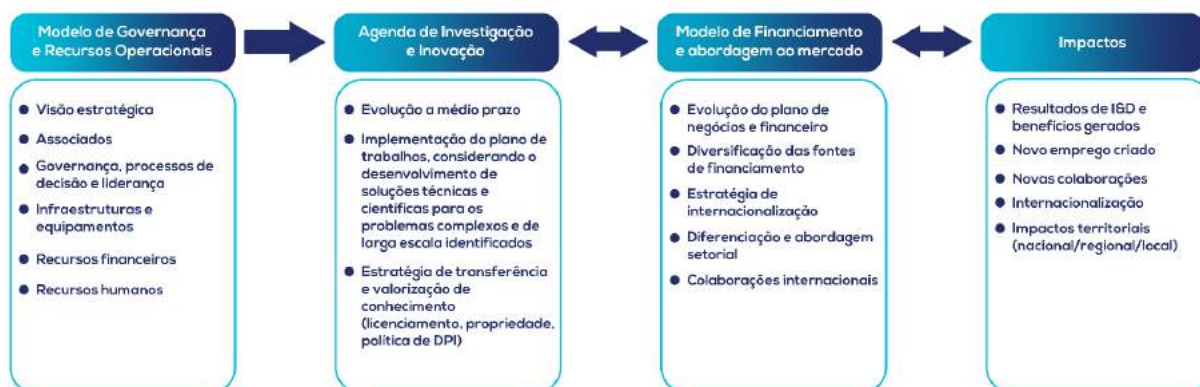 Modelo de Governança
e Recursos Operacionais
Visão estratégica
Associados
Governança, processos de
decisão e liderança
Infraestruturas e
equipamentos
Recursos financeiros
Recursos humanos
Agenda de Investigação
e Inovação
Evolução a médio prazo
Implementação do plano de
trabalhos, considerando o
desenvolvimento de
soluções técnicas e
científicas para os
problemas complexos e de
larga escala identificados
Estratégia de transferência
e valorização de
conhecimento
(licenciamento, propriedade,
política de DPI)
Modelo de Financiamento
e abordagem ao mercado
Evolução do plano de
negócios e financeiro
Diversificação das fontes
de financiamento
Estratégia de
internacionalização
Diferenciação e abordagem
setorial
Colaborações internacionais
Impactos
Resultados de I&D e
benefícios gerados
Novo emprego criado
Novas colaborações
Internacionalização
Impactos territoriais
(nacional/regional/local)